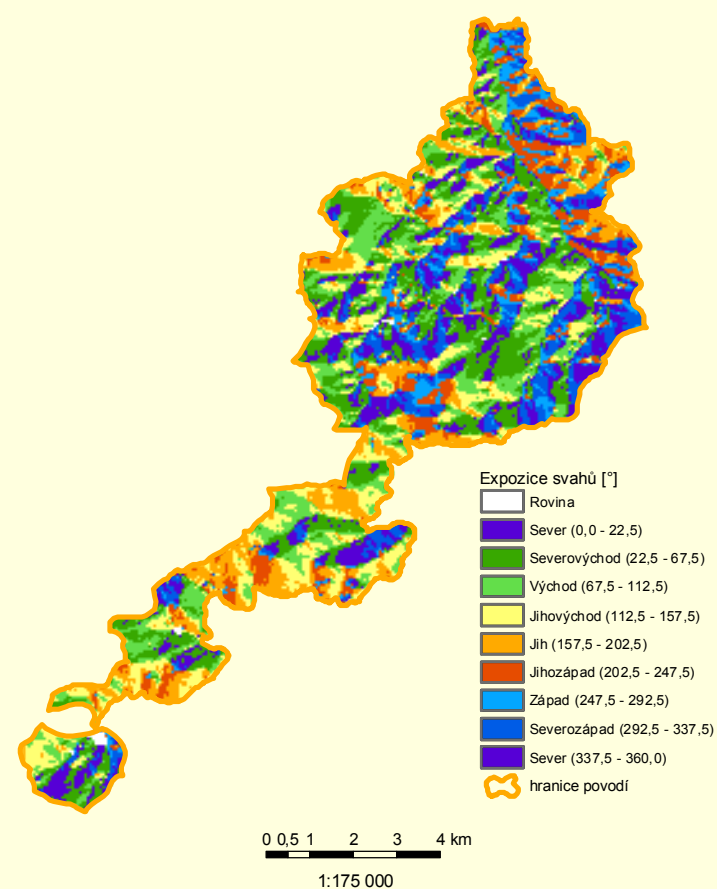 Expozice svahů [°]
Rovina
Sever (0,0 - 22,5)
Severovýchod (22,5 - 67,5)
Východ (67,5 - 112,5)
Jihovýchod (112,5 - 157,5)
Jih (157,5 - 202,5)
Jihozápad (202,5 - 247,5)
Západ (247,5 - 292,5)
Severozápad (292,5 - 337,5)
Sever (337,5 - 360,0)
hranice povodí
0 0,5 1 2 3 4 km
1:175 000